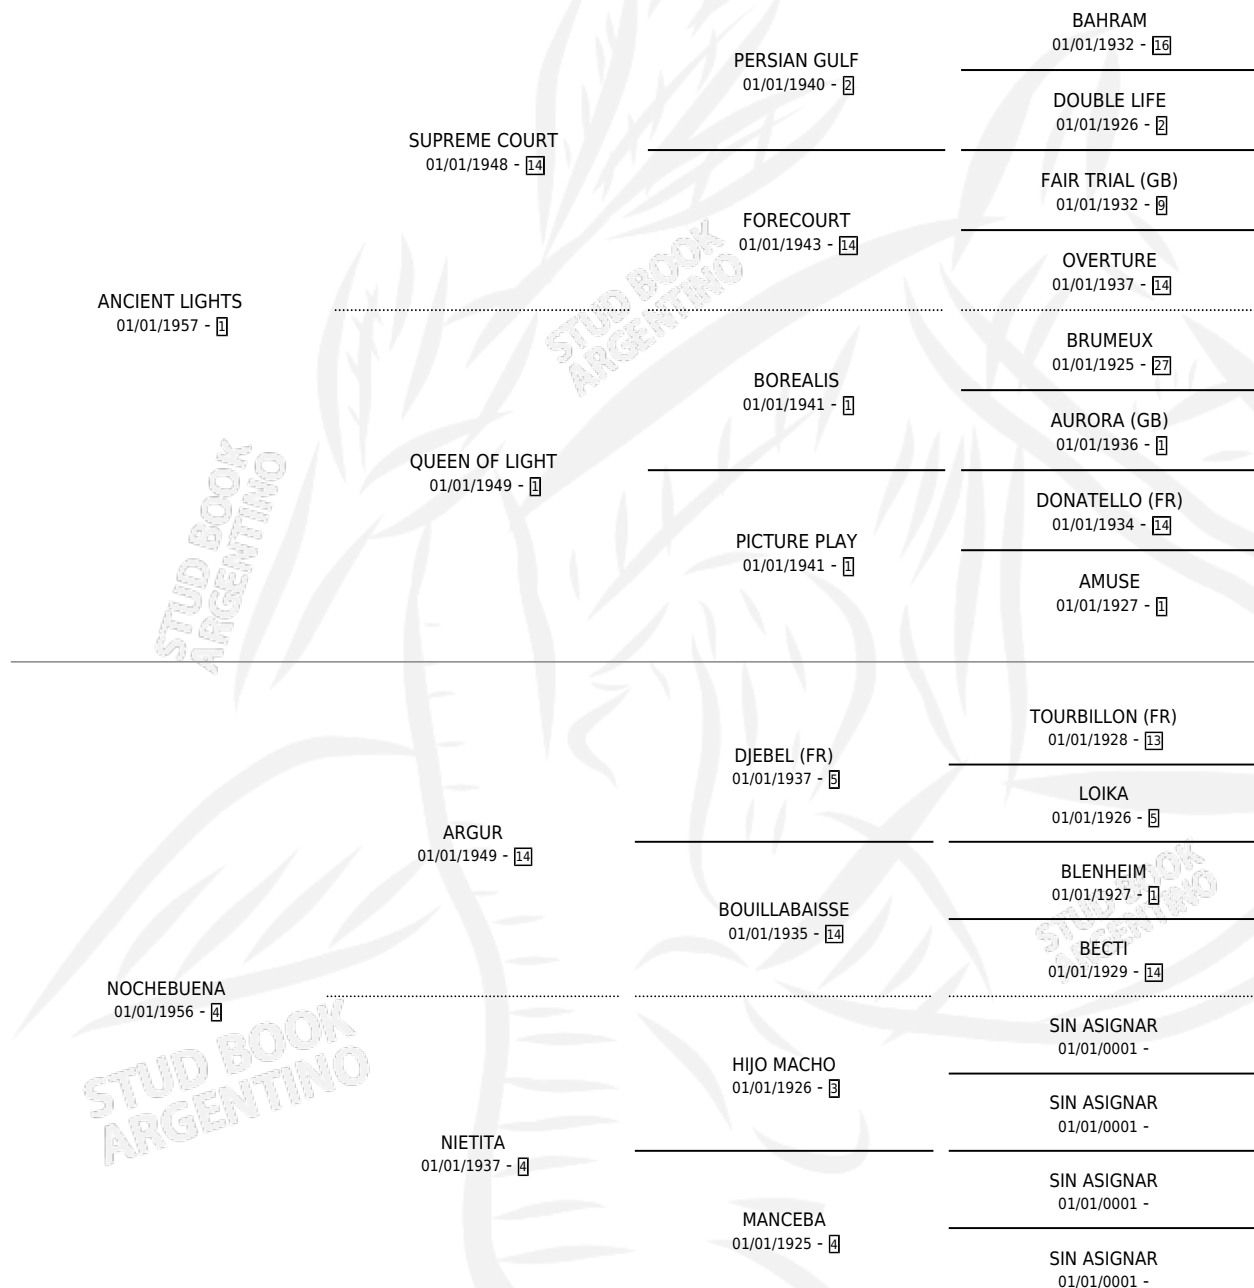 BAHRAM
01/01/1932 - 16
PERSIAN GULF
01/01/1940 - 2
DOUBLE LIFE
01/01/1926 - 2
SUPREME COURT
01/01/1948 - 14
FAIR TRIAL (GB)
01/01/1932 - 9
FORECOURT
01/01/1943 - 14
OVERTURE
01/01/1937 - 14
ANCIENT LIGHTS
01/01/1957 - 1
BRUMEUX
01/01/1925 - 27
BOREALIS
01/01/1941 - 1
AURORA (GB)
01/01/1936 - 1
QUEEN OF LIGHT
01/01/1949 - 1
DONATELLO (FR)
01/01/1934 - 14
PICTURE PLAY
01/01/1941 - 1
AMUSE
01/01/1927 - 1
TOURBILLON (FR)
01/01/1928 - 13
DJEBEL (FR)
01/01/1937 - 5
LOIKA
01/01/1926 - 5
ARGUR
01/01/1949 - 14
BLENHEIM
01/01/1927 - 1
BOUILLABAISSE
01/01/1935 - 14
BECTI
01/01/1929 - 14
NOCHEBUENA
01/01/1956 - 4
SIN ASIGNAR
01/01/0001 -
HIJO MACHO
01/01/1926 - 3
SIN ASIGNAR
01/01/0001 -
NIETITA
01/01/1937 - 4
SIN ASIGNAR
01/01/0001 -
MANCEBA
01/01/1925 - 4
SIN ASIGNAR
01/01/0001 -
STUD BOOK
ARGENTINO
STUD BOOK
ARGENTINO
STUD BOOK
ARGENTINO
STUD BOOK
ARGENTINO